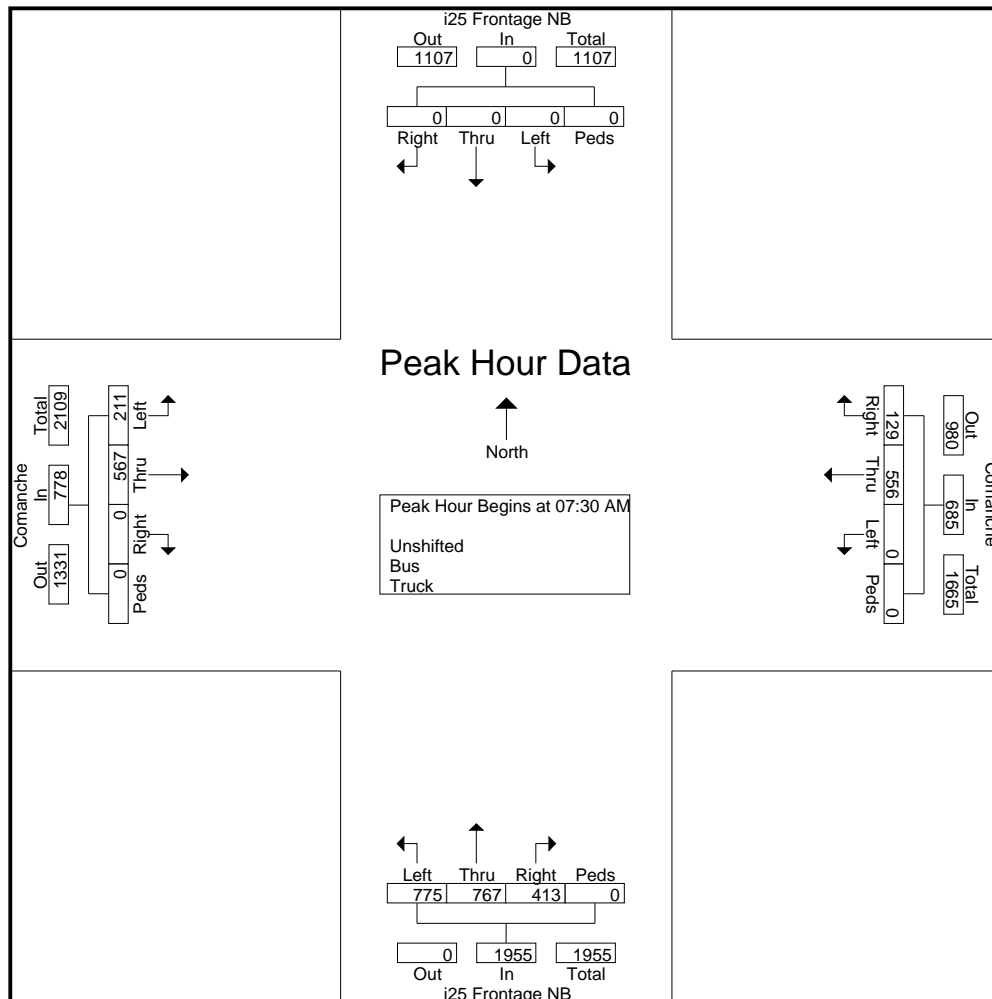 i25 Frontage NB
Out In Total
1107 0 1107
0 0 0 0
Right Thru Left Peds
Peak Hour Data
North
Peak Hour Begins at 07:30 AM
Unshifted
Bus
Truck
Comanche
Out In Total
1331 778 2109
0 0 567 211
Peds Right Thru Left
Comanche
Out In Total
980 685 1665
129 556 0 0
Right Thru Left Peds
Left Thru Right Peds
775 767 413 0
0 1955 1955
Out In Total
i25 Frontage NB